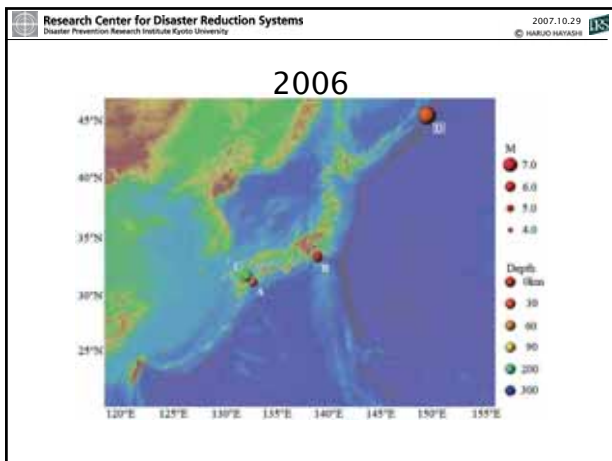 Research Center for Disaster Reduction Systems
Disaster Prevention Research Institute Kyoto University
2007.10.29
© HARUO HAYASHI
DRS
2006
45°N
40°N
35°N
30°N
25°N
120°E 125°E 130°E 135°E 140°E 145°E 150°E 155°E
D
C
A
B
M
7.0
6.0
5.0
4.0
Depth
0km
30
60
90
200
300